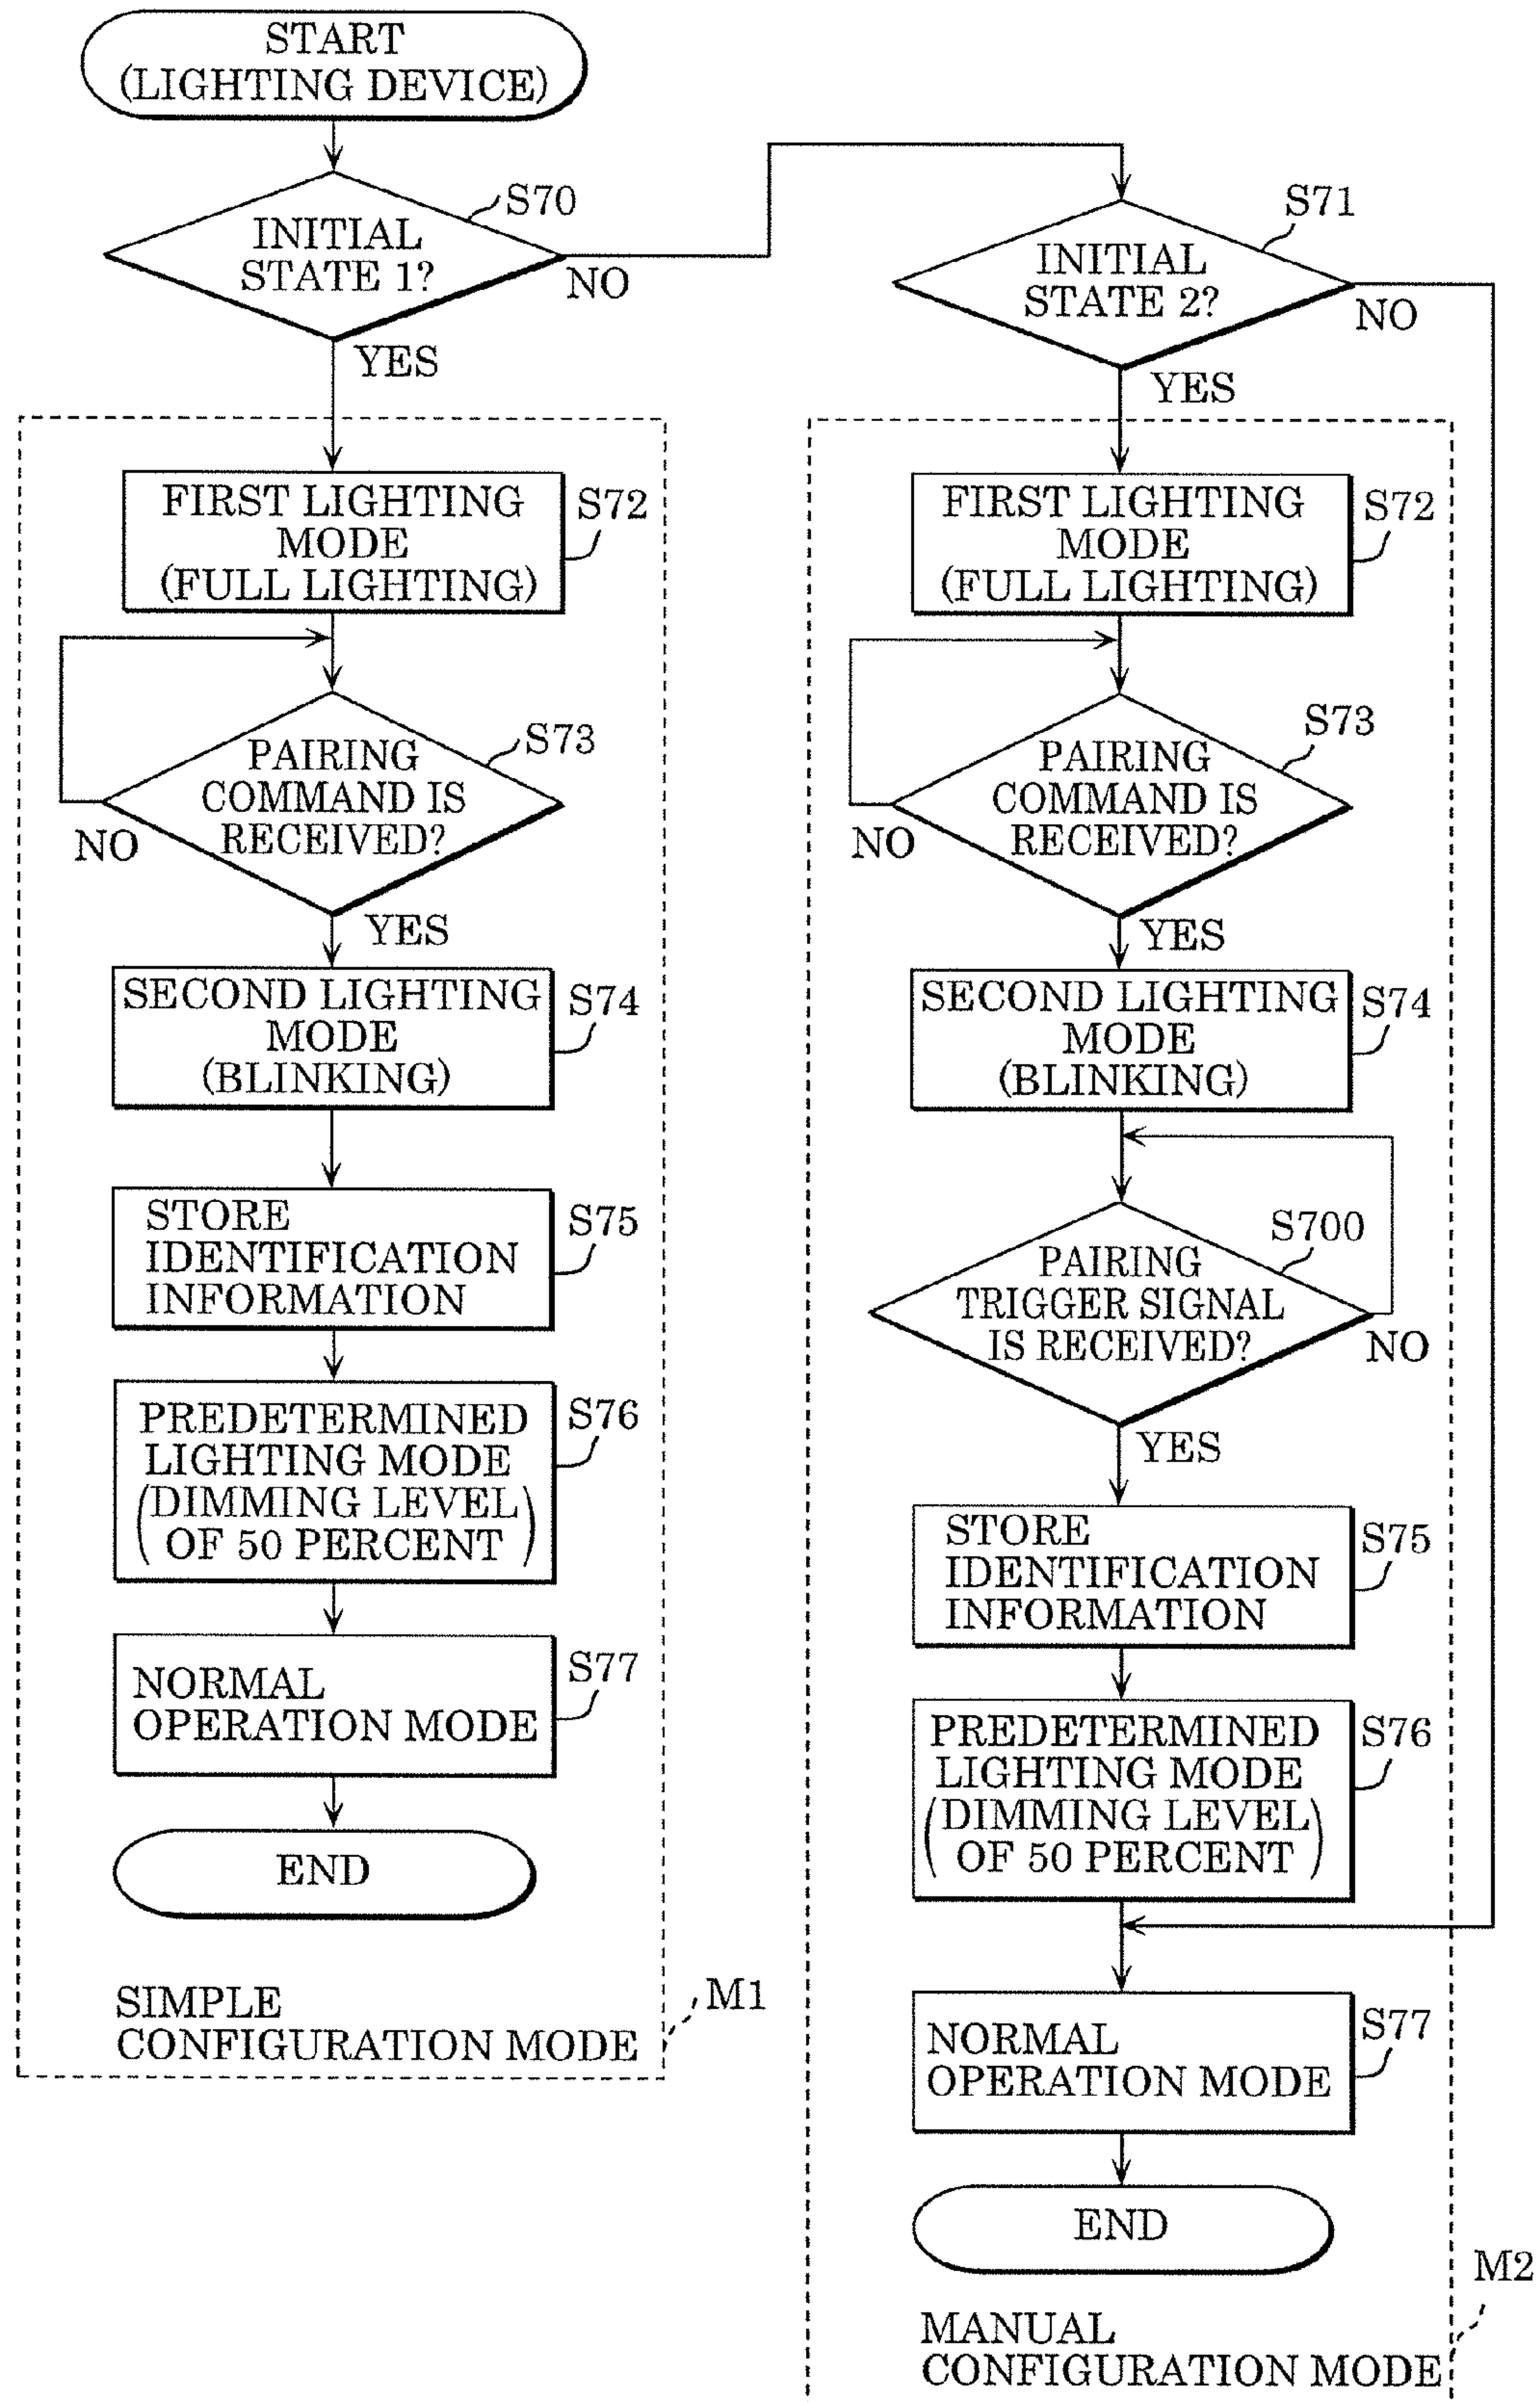 START
(LIGHTING DEVICE)
S70
INITIAL
STATE 1?
NO
YES
S72
FIRST LIGHTING
MODE
(FULL LIGHTING)
S73
PAIRING
COMMAND IS
RECEIVED?
NO
YES
SECOND LIGHTING
MODE
(BLINKING)
S74
STORE
IDENTIFICATION
INFORMATION
S75
PREDETERMINED
LIGHTING MODE
(DIMMING LEVEL
OF 50 PERCENT)
S76
NORMAL
OPERATION MODE
S77
END
SIMPLE
CONFIGURATION MODE
M1
S71
INITIAL
STATE 2?
NO
YES
FIRST LIGHTING
MODE
(FULL LIGHTING)
S72
S73
PAIRING
COMMAND IS
RECEIVED?
NO
YES
SECOND LIGHTING
MODE
(BLINKING)
S74
S700
PAIRING
TRIGGER SIGNAL
IS RECEIVED?
NO
YES
STORE
IDENTIFICATION
INFORMATION
S75
PREDETERMINED
LIGHTING MODE
(DIMMING LEVEL
OF 50 PERCENT)
S76
NORMAL
OPERATION MODE
S77
END
M2
MANUAL
CONFIGURATION MODE